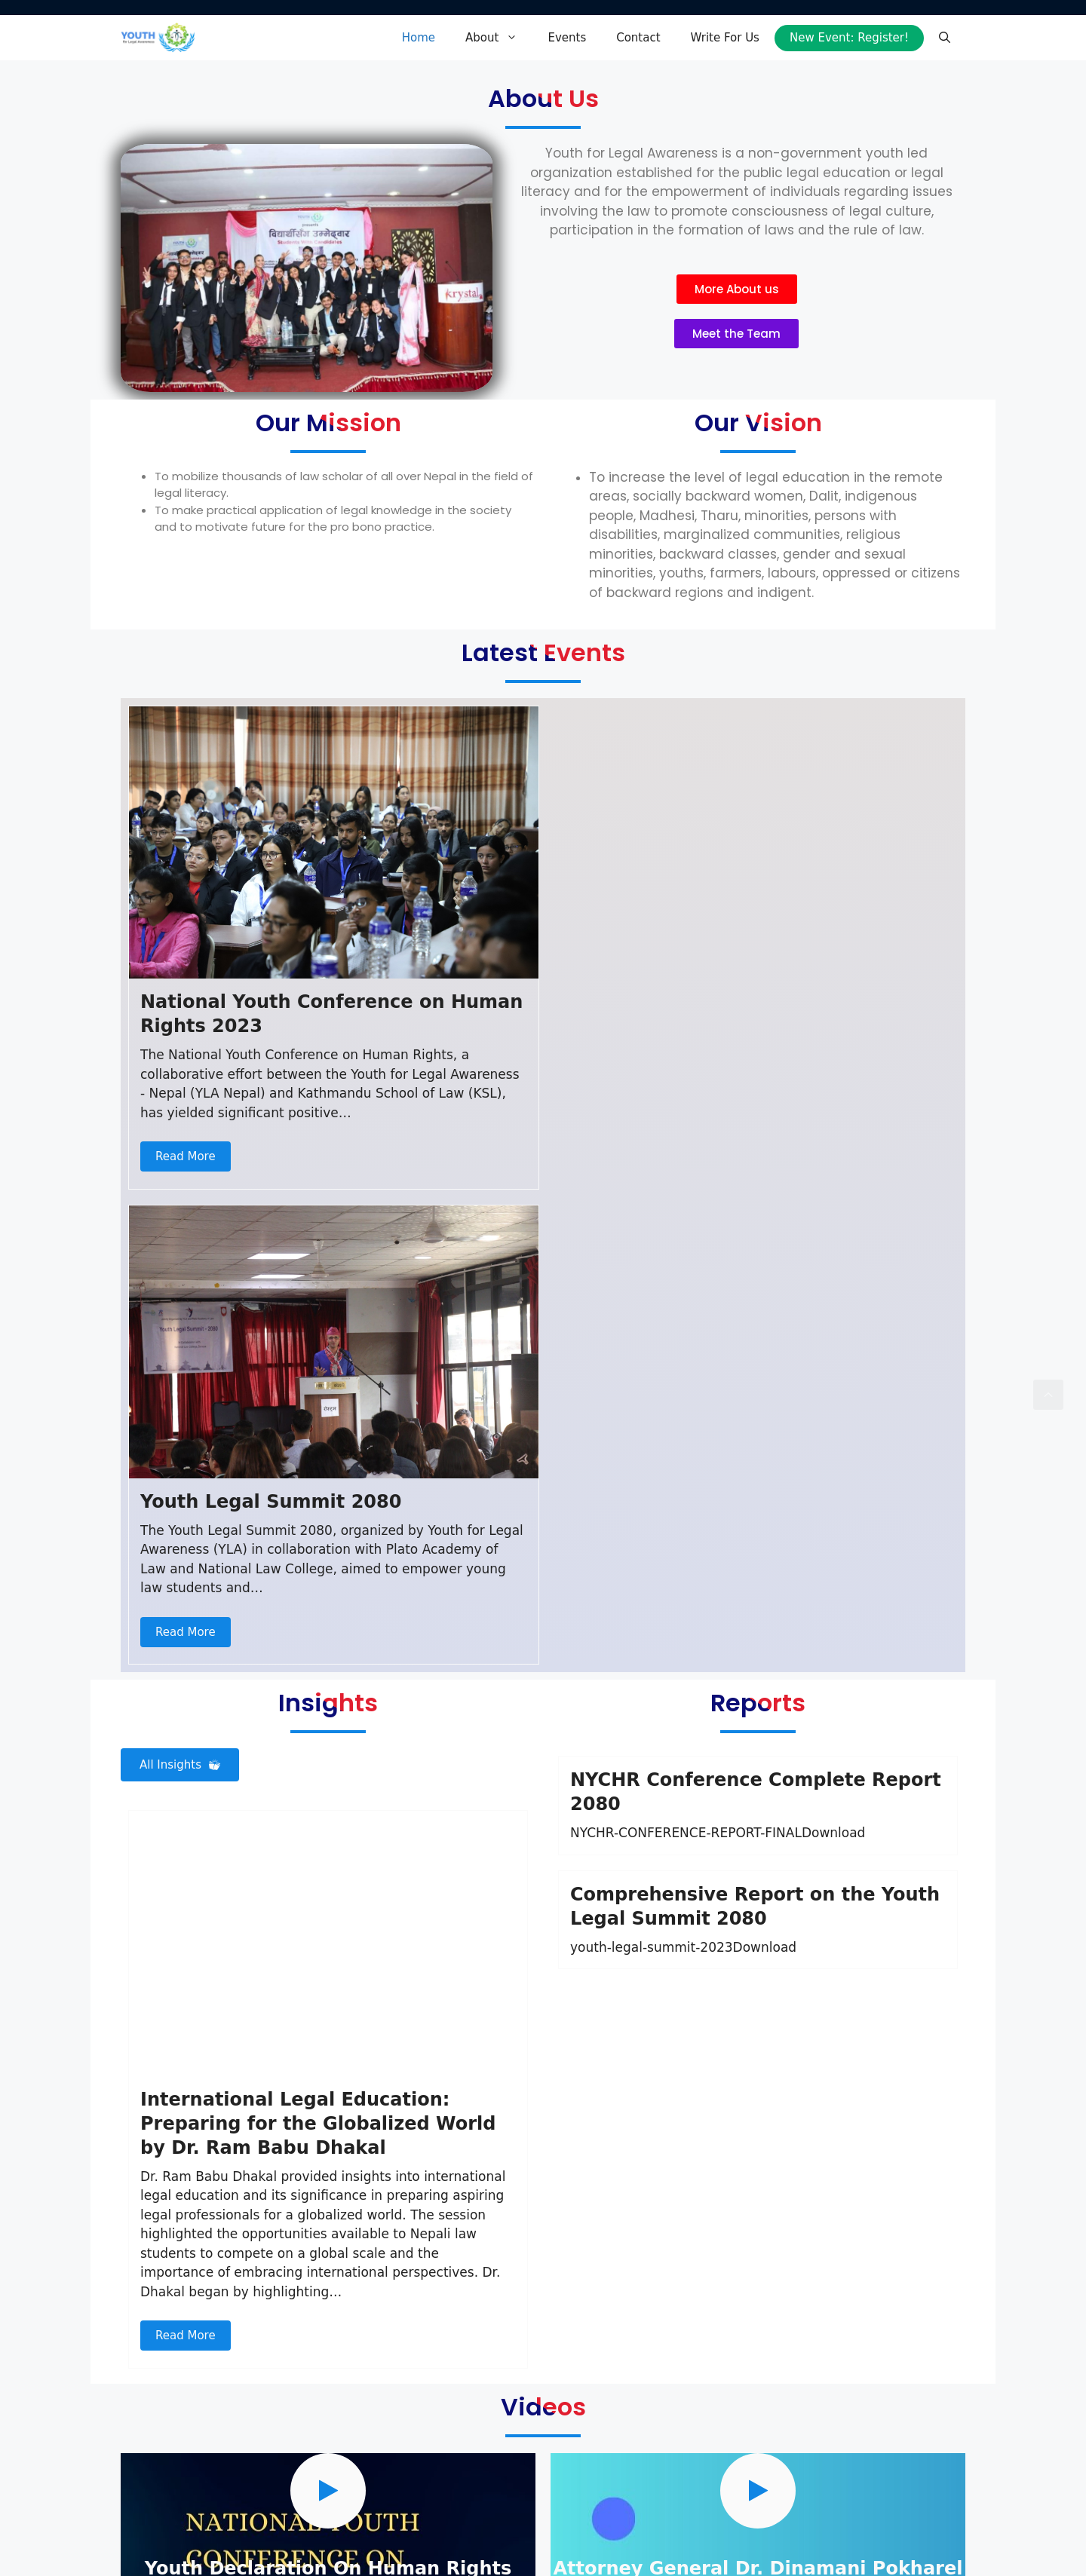 YOUTH
for Legal Awareness
Home
About
Events
Contact
Write For Us
New Event: Register!
About Us
विद्यार्थीसंग उम्मेद्वार
krystal
Youth for Legal Awareness is a non-government youth led
organization established for the public legal education or legal
literacy and for the empowerment of individuals regarding issues
involving the law to promote consciousness of legal culture,
participation in the formation of laws and the rule of law.
More About us
Meet the Team
Our Mission
To mobilize thousands of law scholar of all over Nepal in the field of
legal literacy.
To make practical application of legal knowledge in the society
and to motivate future for the pro bono practice.
Our Vision
To increase the level of legal education in the remote
areas, socially backward women, Dalit, indigenous
people, Madhesi, Tharu, minorities, persons with
disabilities, marginalized communities, religious
minorities, backward classes, gender and sexual
minorities, youths, farmers, labours, oppressed or citizens
of backward regions and indigent.
Latest Events
National Youth Conference on Human
Rights 2023
The National Youth Conference on Human Rights, a
collaborative effort between the Youth for Legal Awareness
- Nepal (YLA Nepal) and Kathmandu School of Law (KSL),
has yielded significant positive…
Read More
Youth Legal Summit - 2080
Youth Legal Summit 2080
The Youth Legal Summit 2080, organized by Youth for Legal
Awareness (YLA) in collaboration with Plato Academy of
Law and National Law College, aimed to empower young
law students and…
Read More
Insights
All Insights
International Legal Education:
Preparing for the Globalized World
by Dr. Ram Babu Dhakal
Dr. Ram Babu Dhakal provided insights into international
legal education and its significance in preparing aspiring
legal professionals for a globalized world. The session
highlighted the opportunities available to Nepali law
students to compete on a global scale and the
importance of embracing international perspectives. Dr.
Dhakal began by highlighting…
Read More
Reports
NYCHR Conference Complete Report
2080
NYCHR-CONFERENCE-REPORT-FINALDownload
Comprehensive Report on the Youth
Legal Summit 2080
youth-legal-summit-2023Download
Videos
NATIONAL YOUTH
CONFERENCE ON
Youth Declaration On Human Rights
Attorney General Dr. Dinamani Pokharel